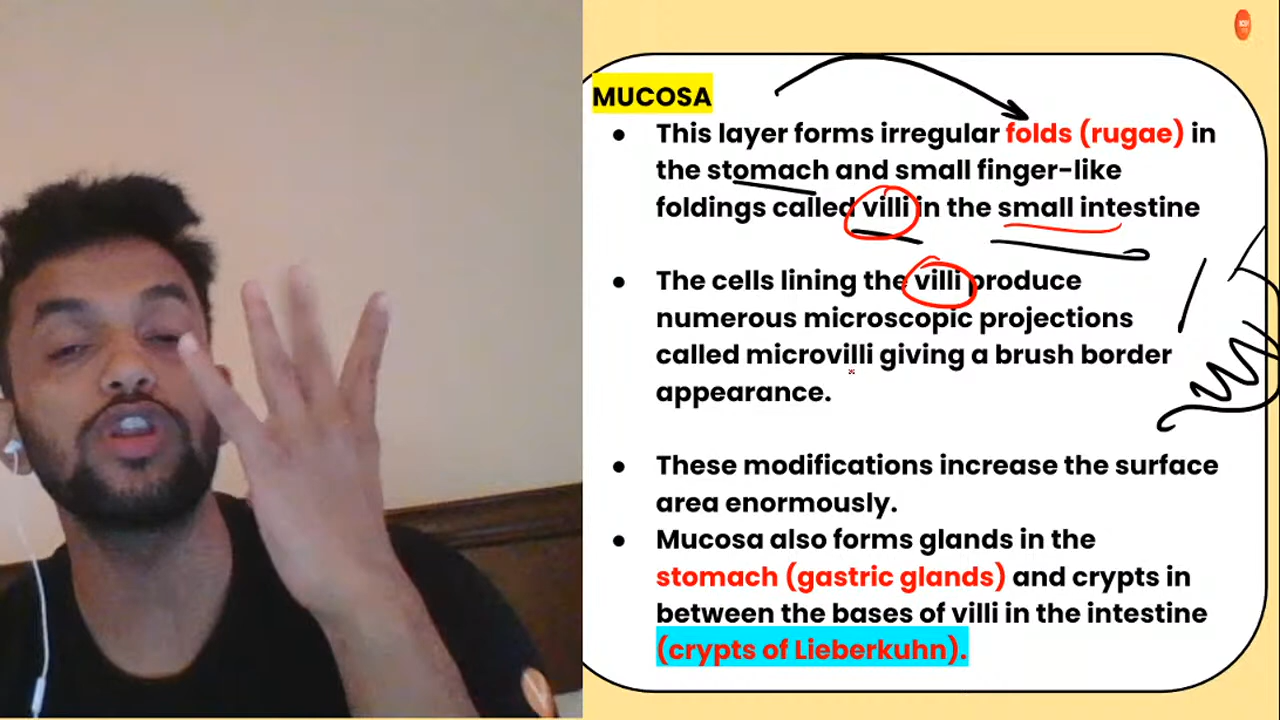 MUCOSA
● This layer forms irregular folds (rugae) in
the stomach and small finger-like
foldings called villi in the small intestine
● The cells lining the villi produce
numerous microscopic projections
called microvilli giving a brush border
appearance.
● These modifications increase the surface
area enormously.
● Mucosa also forms glands in the
stomach (gastric glands) and crypts in
between the bases of villi in the intestine
(crypts of Lieberkuhn).